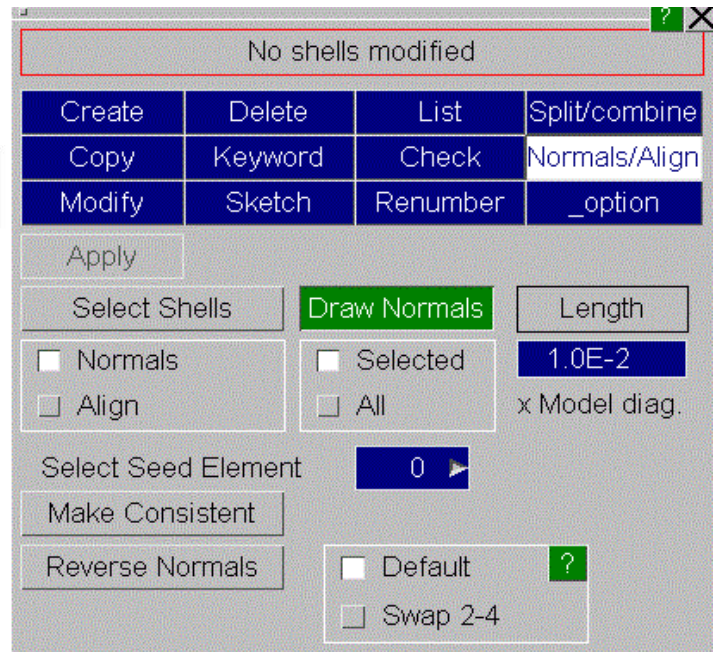 ?
No shells modified
Create Delete List Split/combine
Copy Keyword Check Normals/Align
Modify Sketch Renumber _option
Apply
Select Shells Draw Normals Length
Normals Selected 1.0E-2
Align All x Model diag.
Select Seed Element 0
Make Consistent
Reverse Normals Default ?
Swap 2-4